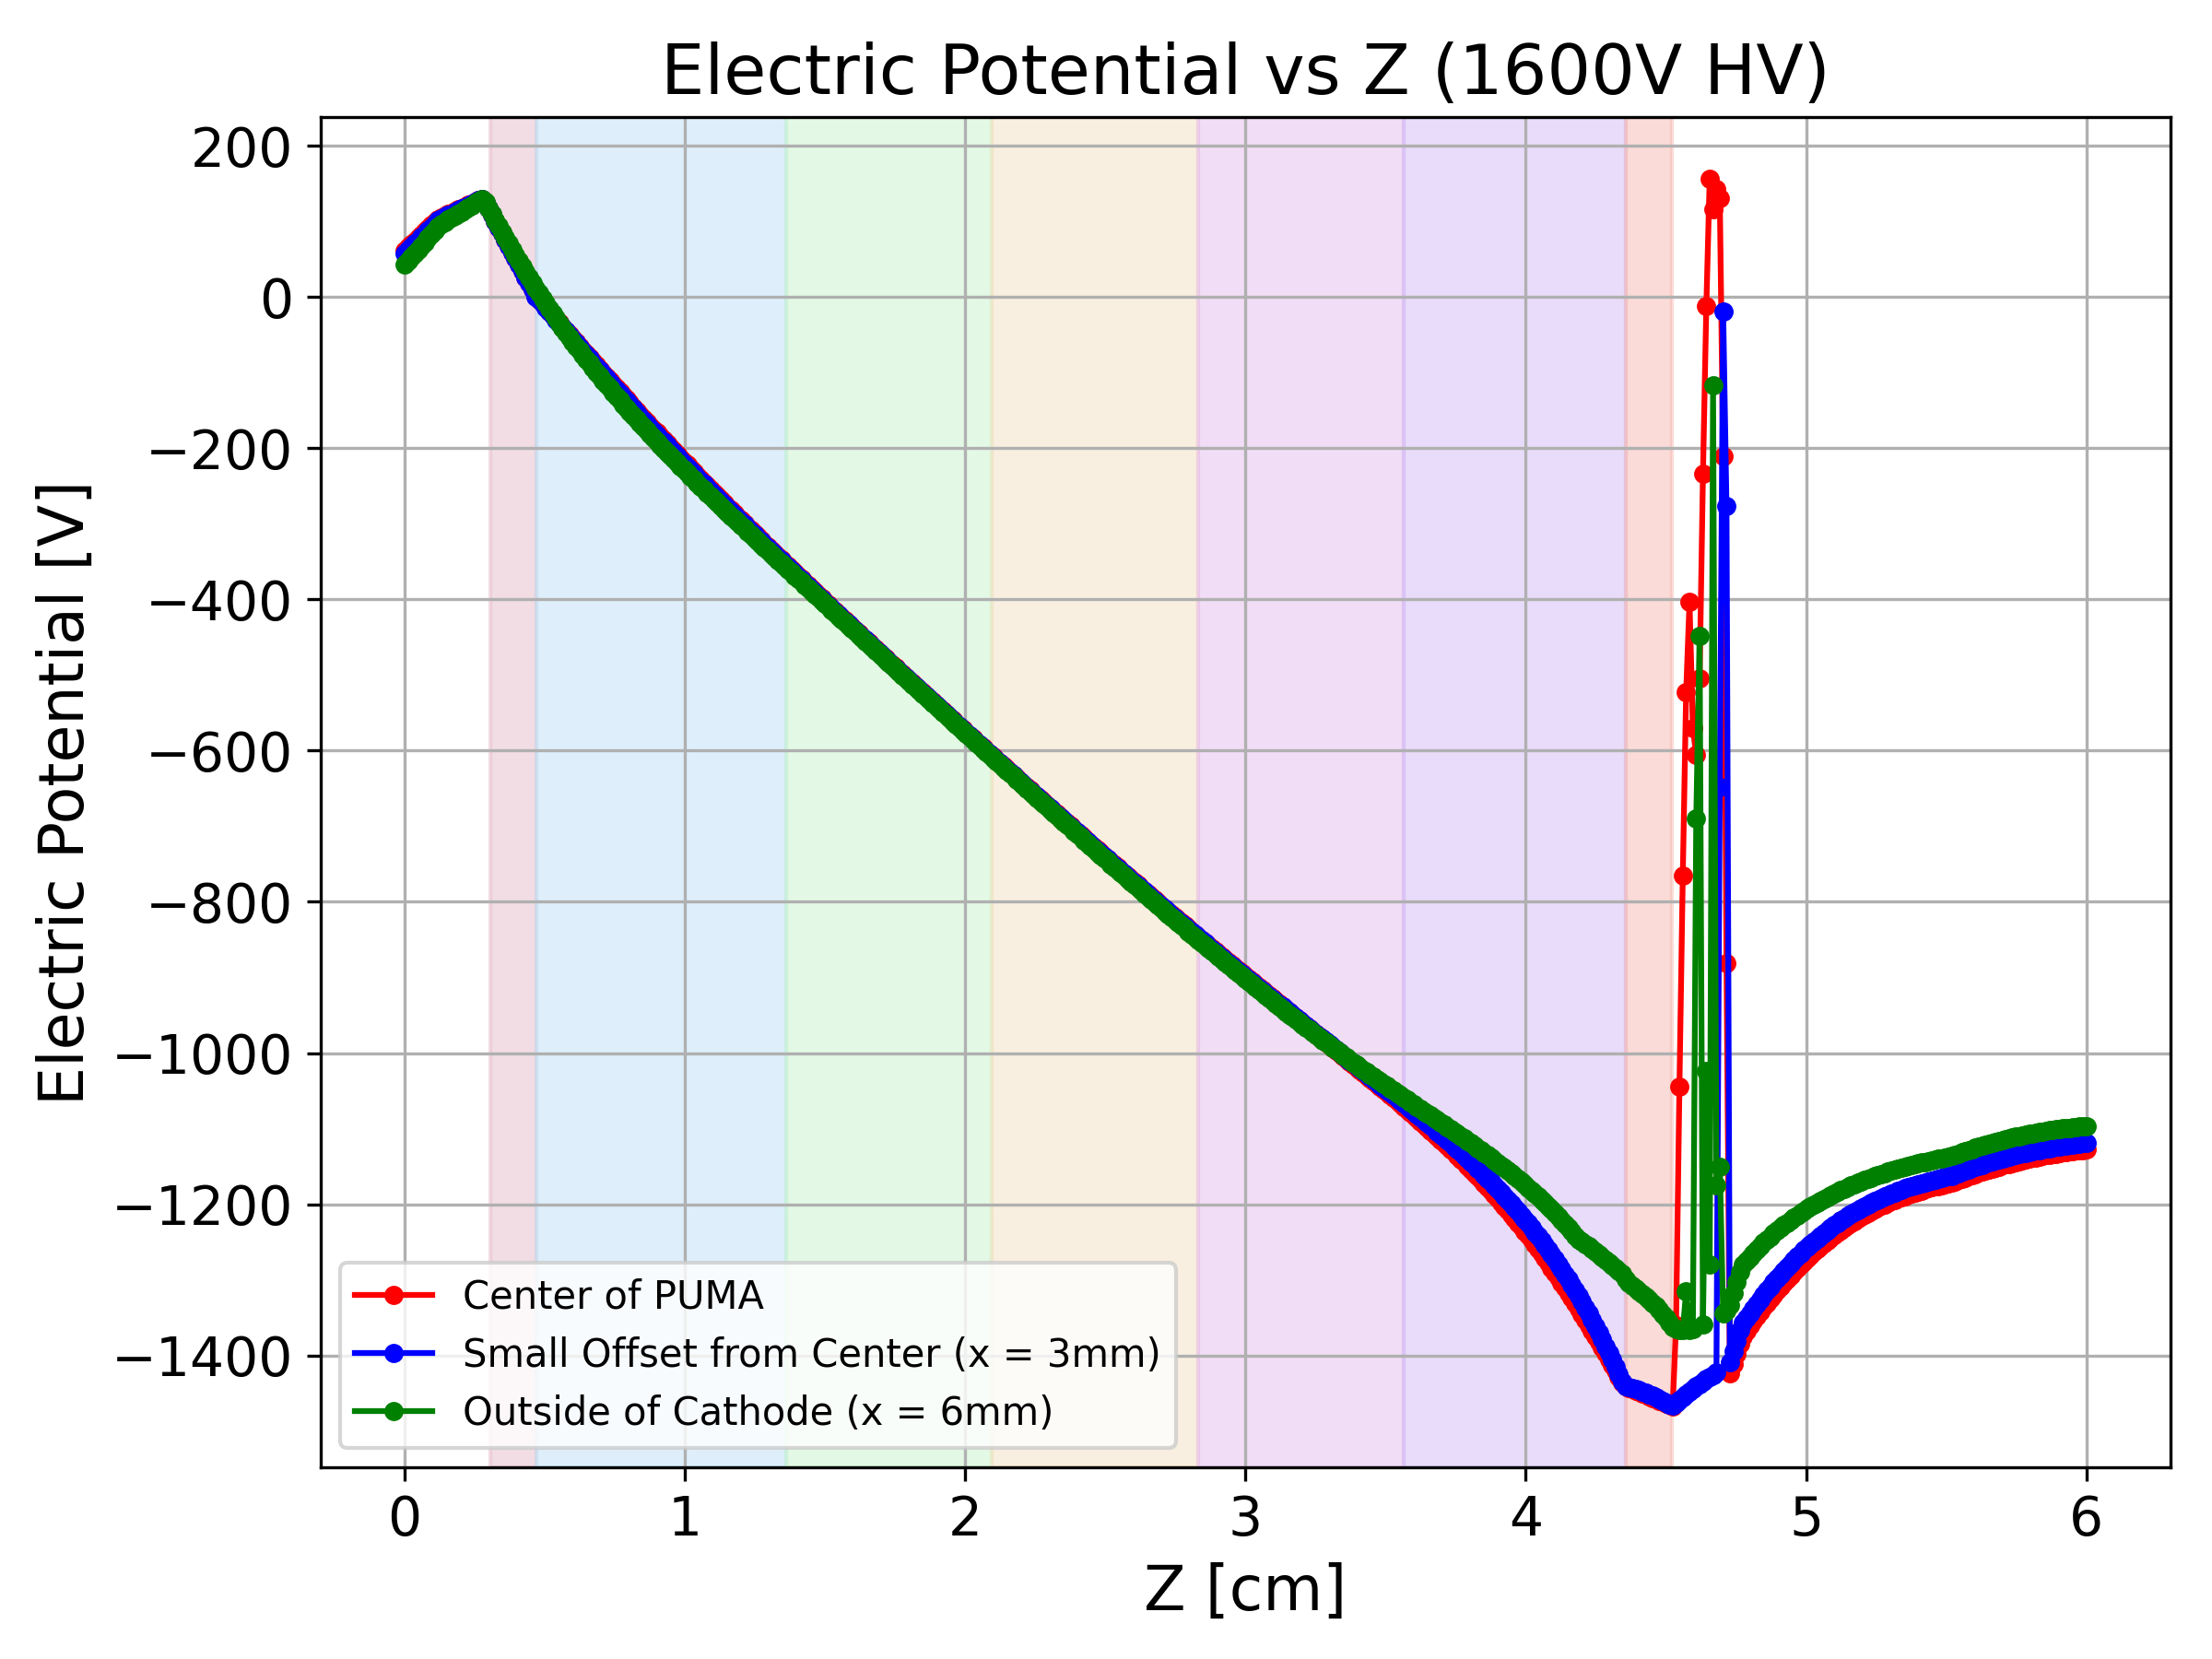 Electric Potential vs Z (1600V HV)
Electric Potential [V]
200
0
−200
−400
−600
−800
−1000
−1200
−1400
Center of PUMA
Small Offset from Center (x = 3mm)
Outside of Cathode (x = 6mm)
0 1 2 3 4 5 6
Z [cm]